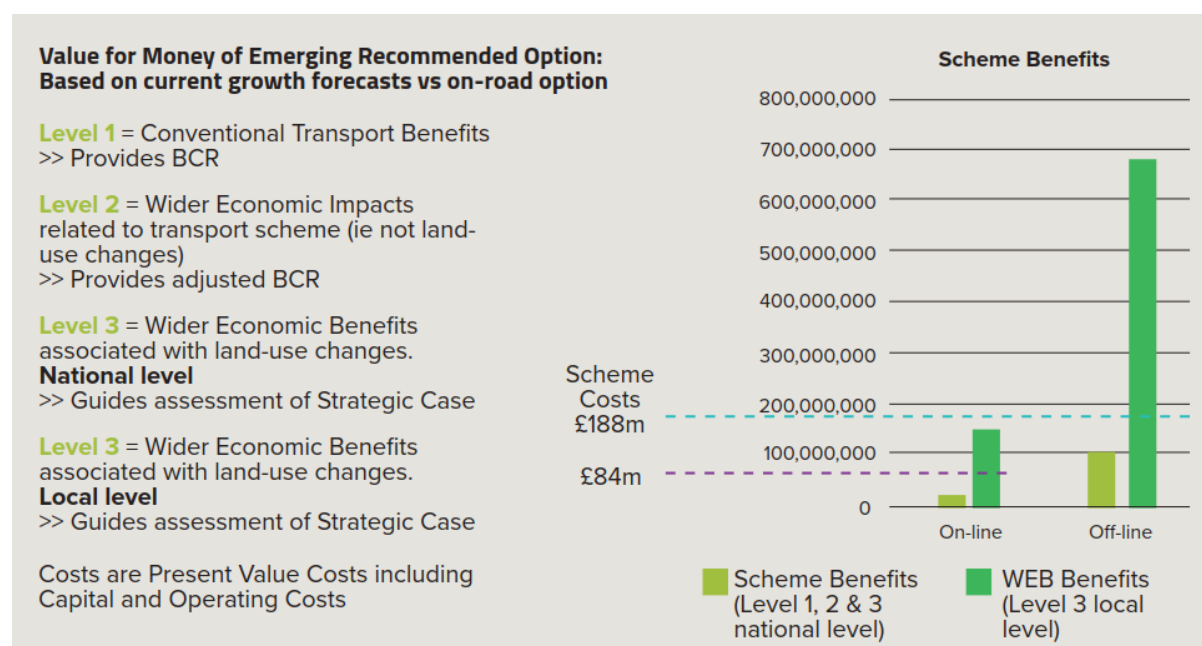 Value for Money of Emerging Recommended Option:
Based on current growth forecasts vs on-road option
Level 1 = Conventional Transport Benefits
>> Provides BCR
Level 2 = Wider Economic Impacts
related to transport scheme (ie not land-
use changes)
>> Provides adjusted BCR
Level 3 = Wider Economic Benefits
associated with land-use changes.
National level
>> Guides assessment of Strategic Case
Level 3 = Wider Economic Benefits
associated with land-use changes.
Local level
>> Guides assessment of Strategic Case
Costs are Present Value Costs including
Capital and Operating Costs
Scheme Benefits
800,000,000
700,000,000
600,000,000
500,000,000
400,000,000
300,000,000
200,000,000
100,000,000
0
Scheme
Costs
£188m
£84m
On-line
Off-line
Scheme Benefits
(Level 1, 2 & 3
national level)
WEB Benefits
(Level 3 local
level)